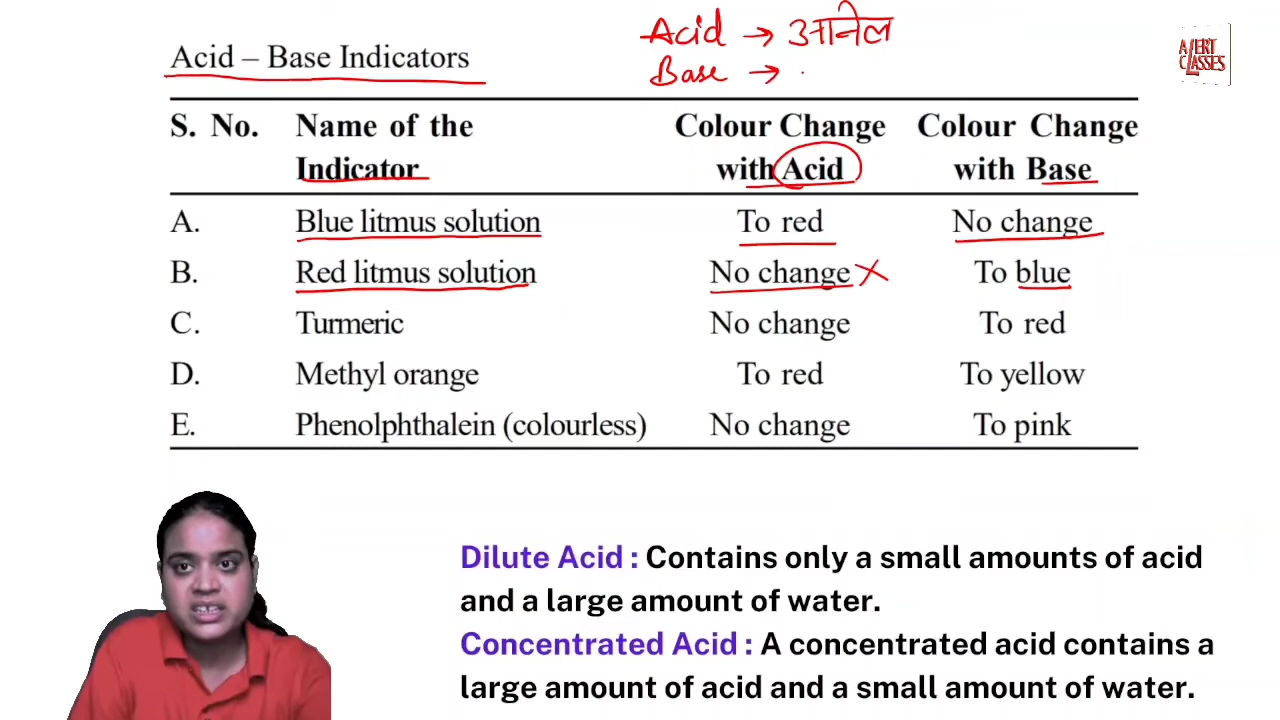 Acid → आनिल
Acid – Base Indicators
Base →
ALERT CLASSES
S. No. Name of the Indicator Colour Change with Acid Colour Change with Base
A. Blue litmus solution To red No change
B. Red litmus solution No change X To blue
C. Turmeric No change To red
D. Methyl orange To red To yellow
E. Phenolphthalein (colourless) No change To pink
Dilute Acid : Contains only a small amounts of acid
and a large amount of water.
Concentrated Acid : A concentrated acid contains a
large amount of acid and a small amount of water.